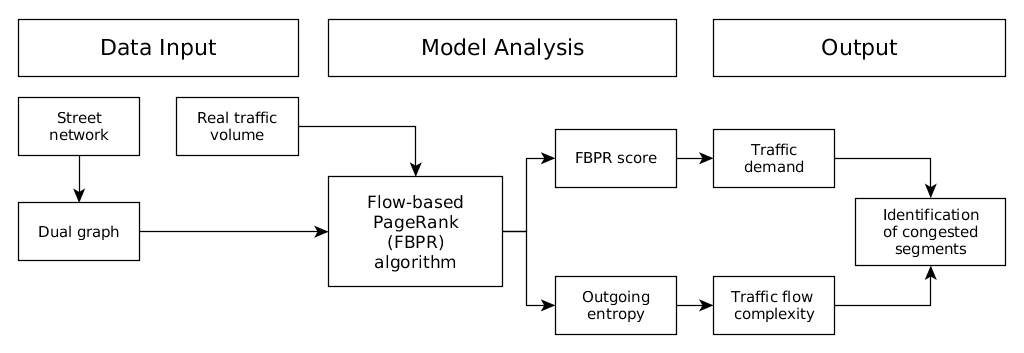 Data Input
Model Analysis
Output
Street
network
Real traffic
volume
Dual graph
Flow-based
PageRank
(FBPR)
algorithm
FBPR score
Traffic
demand
Outgoing
entropy
Traffic flow
complexity
Identification
of congested
segments